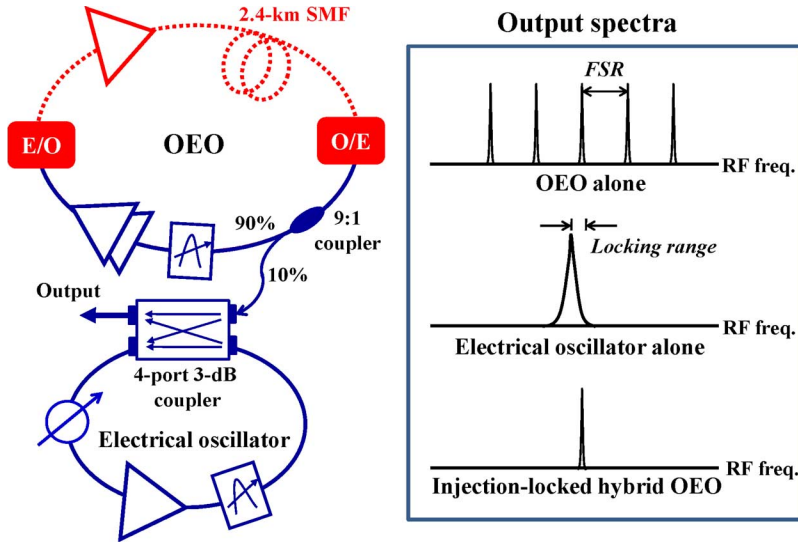 2.4-km SMF
E/O
OEO
O/E
90%
9:1
coupler
10%
Output
4-port 3-dB
coupler
Electrical oscillator
Output spectra
FSR
RF freq.
OEO alone
Locking range
RF freq.
Electrical oscillator alone
RF freq.
Injection-locked hybrid OEO